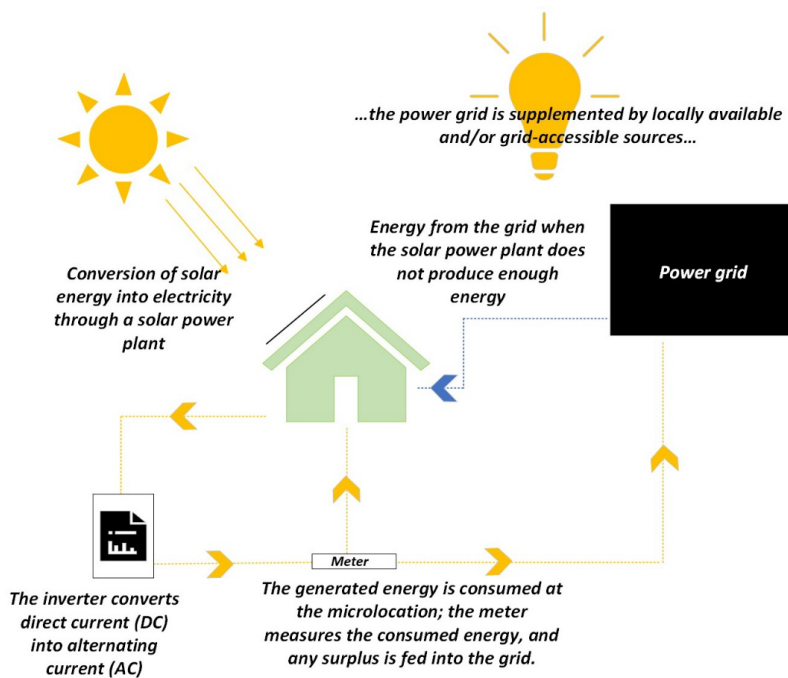 ...the power grid is supplemented by locally available
and/or grid-accessible sources...
Conversion of solar
energy into electricity
through a solar power
plant
Energy from the grid when
the solar power plant does
not produce enough
energy
Power grid
Meter
The inverter converts
direct current (DC)
into alternating
current (AC)
The generated energy is consumed at
the microlocation; the meter
measures the consumed energy, and
any surplus is fed into the grid.